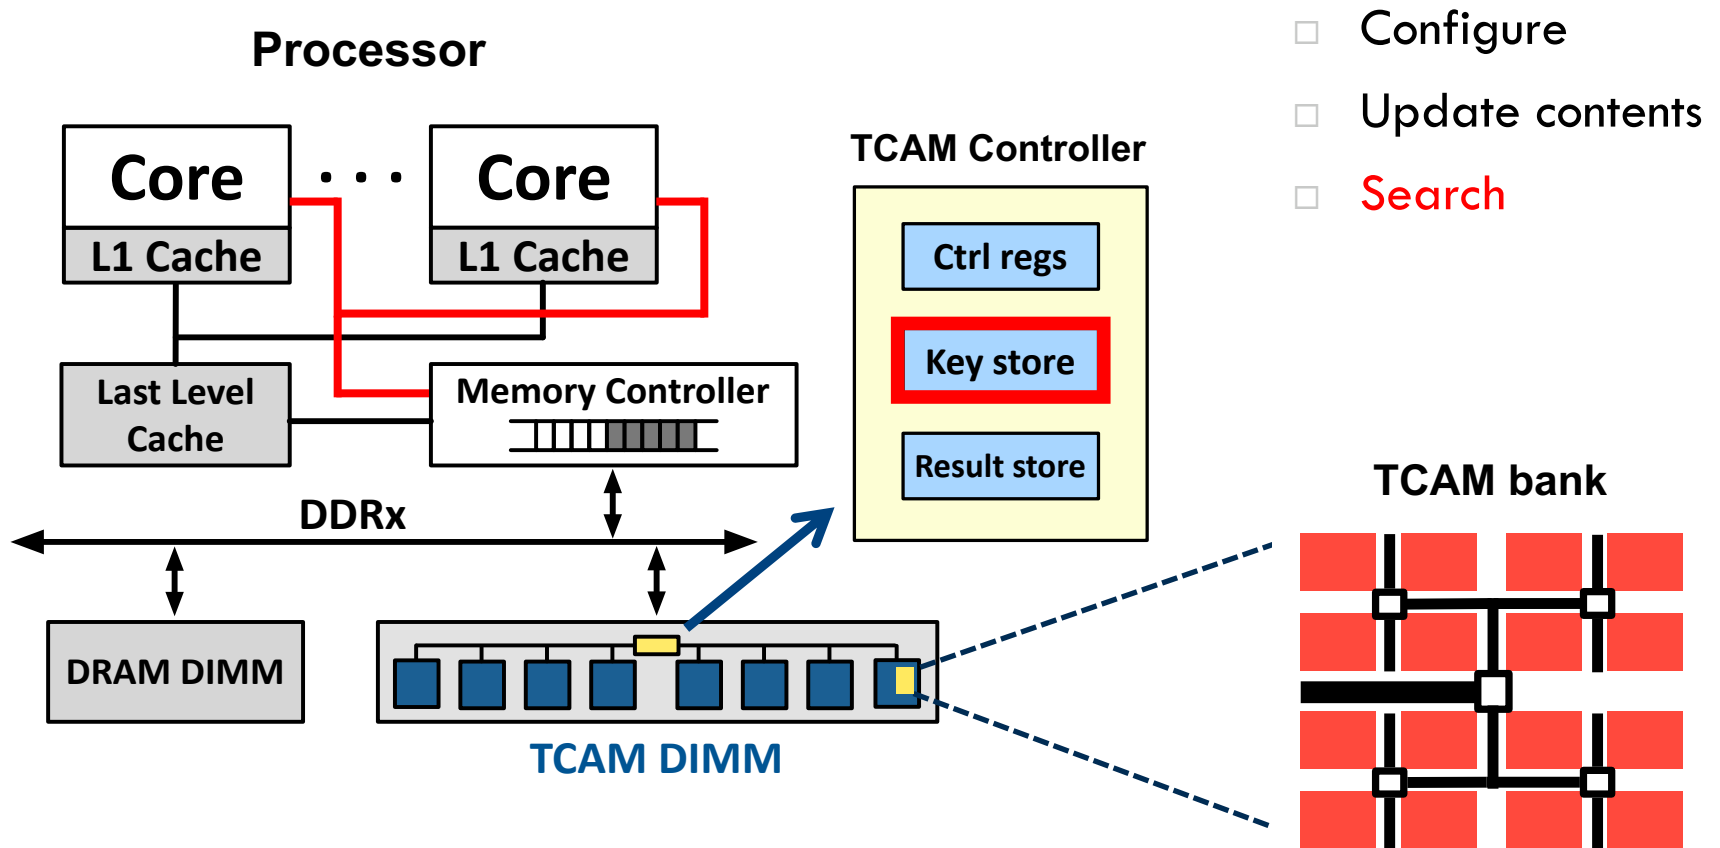 Processor
Core
. . .
Core
L1 Cache
L1 Cache
Last Level
Cache
Memory Controller
DDRx
DRAM DIMM
TCAM DIMM
TCAM Controller
Ctrl regs
Key store
Result store
Configure
Update contents
Search
TCAM bank